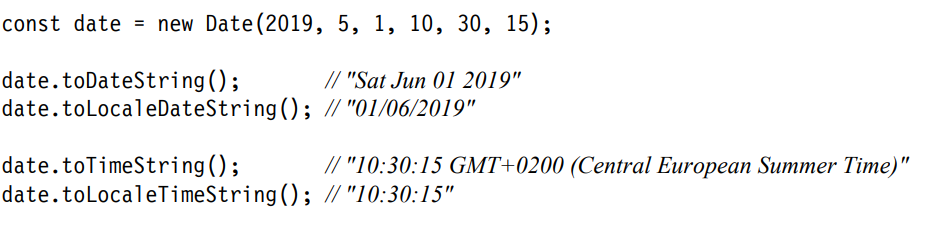 const date = new Date(2019, 5, 1, 10, 30, 15);
date.toDateString(); // "Sat Jun 01 2019"
date.toLocaleDateString(); // "01/06/2019"
date.toTimeString(); // "10:30:15 GMT+0200 (Central European Summer Time)"
date.toLocaleTimeString(); // "10:30:15"